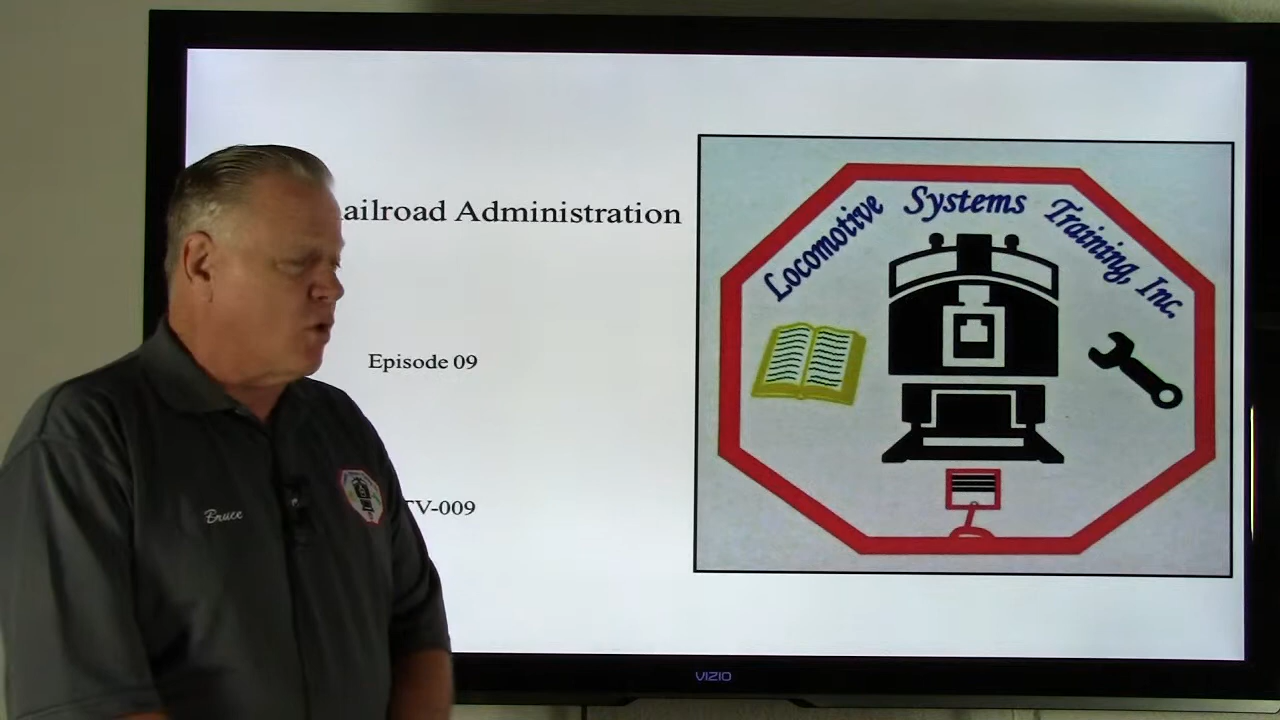 ailroad Administration
Episode 09
TV-009
Locomotive Systems Training, Inc.
Bruce
VIZIO